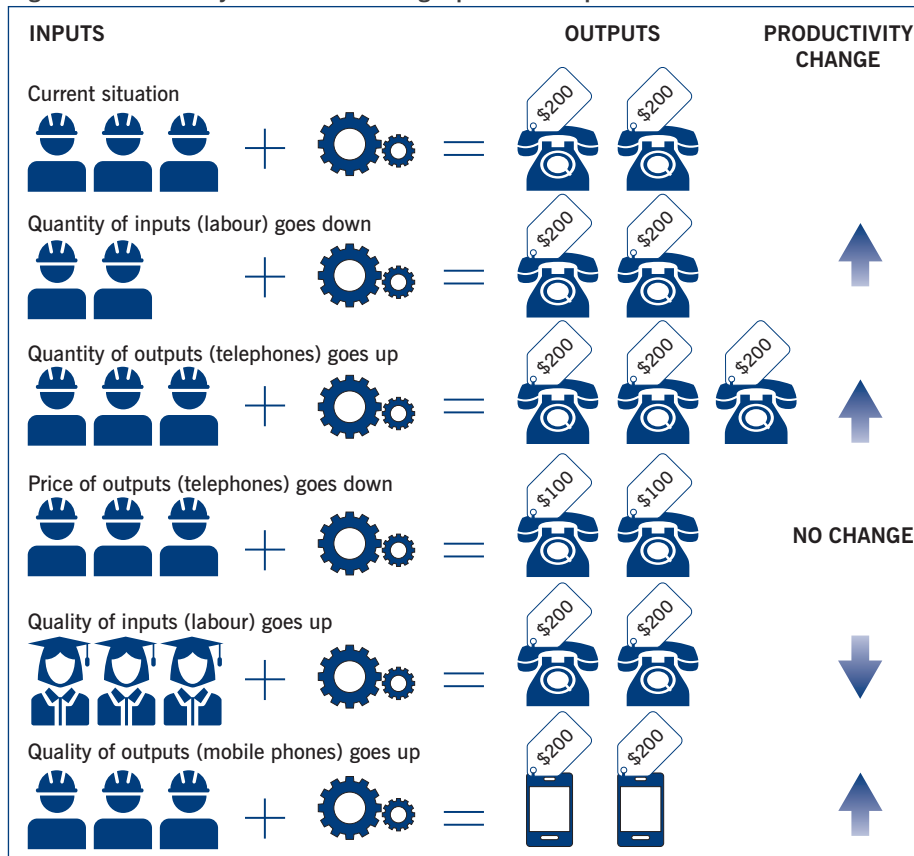 INPUTS
OUTPUTS
PRODUCTIVITY
CHANGE
Current situation
$200
$200
Quantity of inputs (labour) goes down
$200
$200
Quantity of outputs (telephones) goes up
$200
$200
$200
Price of outputs (telephones) goes down
$100
$100
NO CHANGE
Quality of inputs (labour) goes up
$200
$200
Quality of outputs (mobile phones) goes up
$200
$200